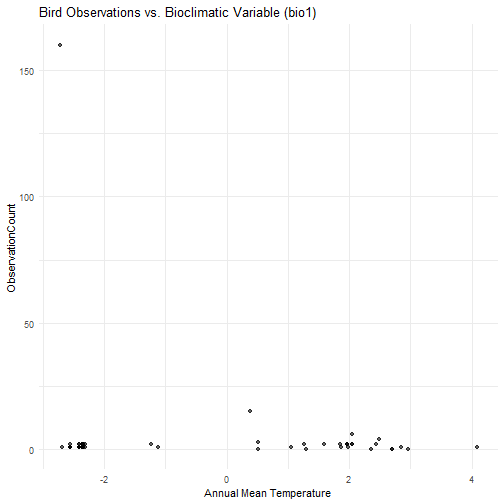 Bird Observations vs. Bioclimatic Variable (bio1)
150
100
50
0
ObservationCount
-2
0
2
4
Annual Mean Temperature